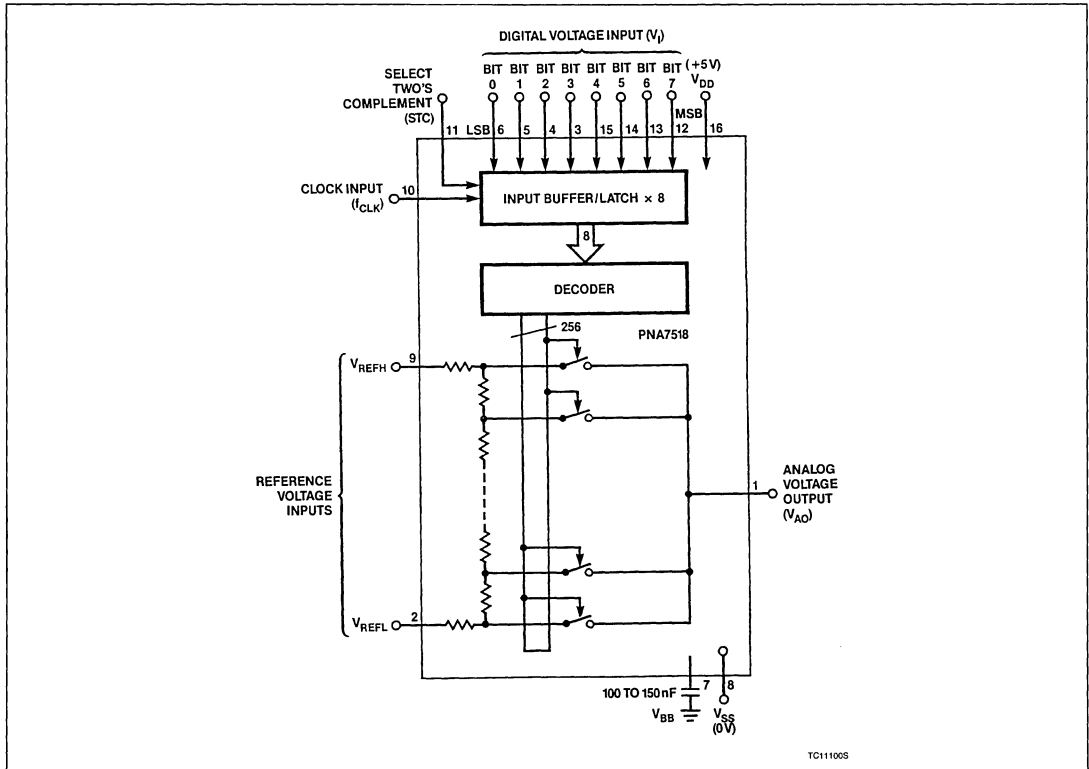 DIGITAL VOLTAGE INPUT (VI)
BIT BIT BIT BIT BIT BIT BIT BIT (+5V)
0 1 2 3 4 5 6 7 VDD
SELECT
TWO'S
COMPLEMENT
(STC)
MSB
11 LSB 6 5 4 3 15 14 13 12 16
CLOCK INPUT
(fCLK)
10
INPUT BUFFER/LATCH × 8
8
DECODER
256
PNA7518
VREFH
9
REFERENCE
VOLTAGE
INPUTS
1
ANALOG
VOLTAGE
OUTPUT
(VAO)
VREFL
2
100 TO 150nF
7
8
VBB
VSS
(0V)
TC11100S